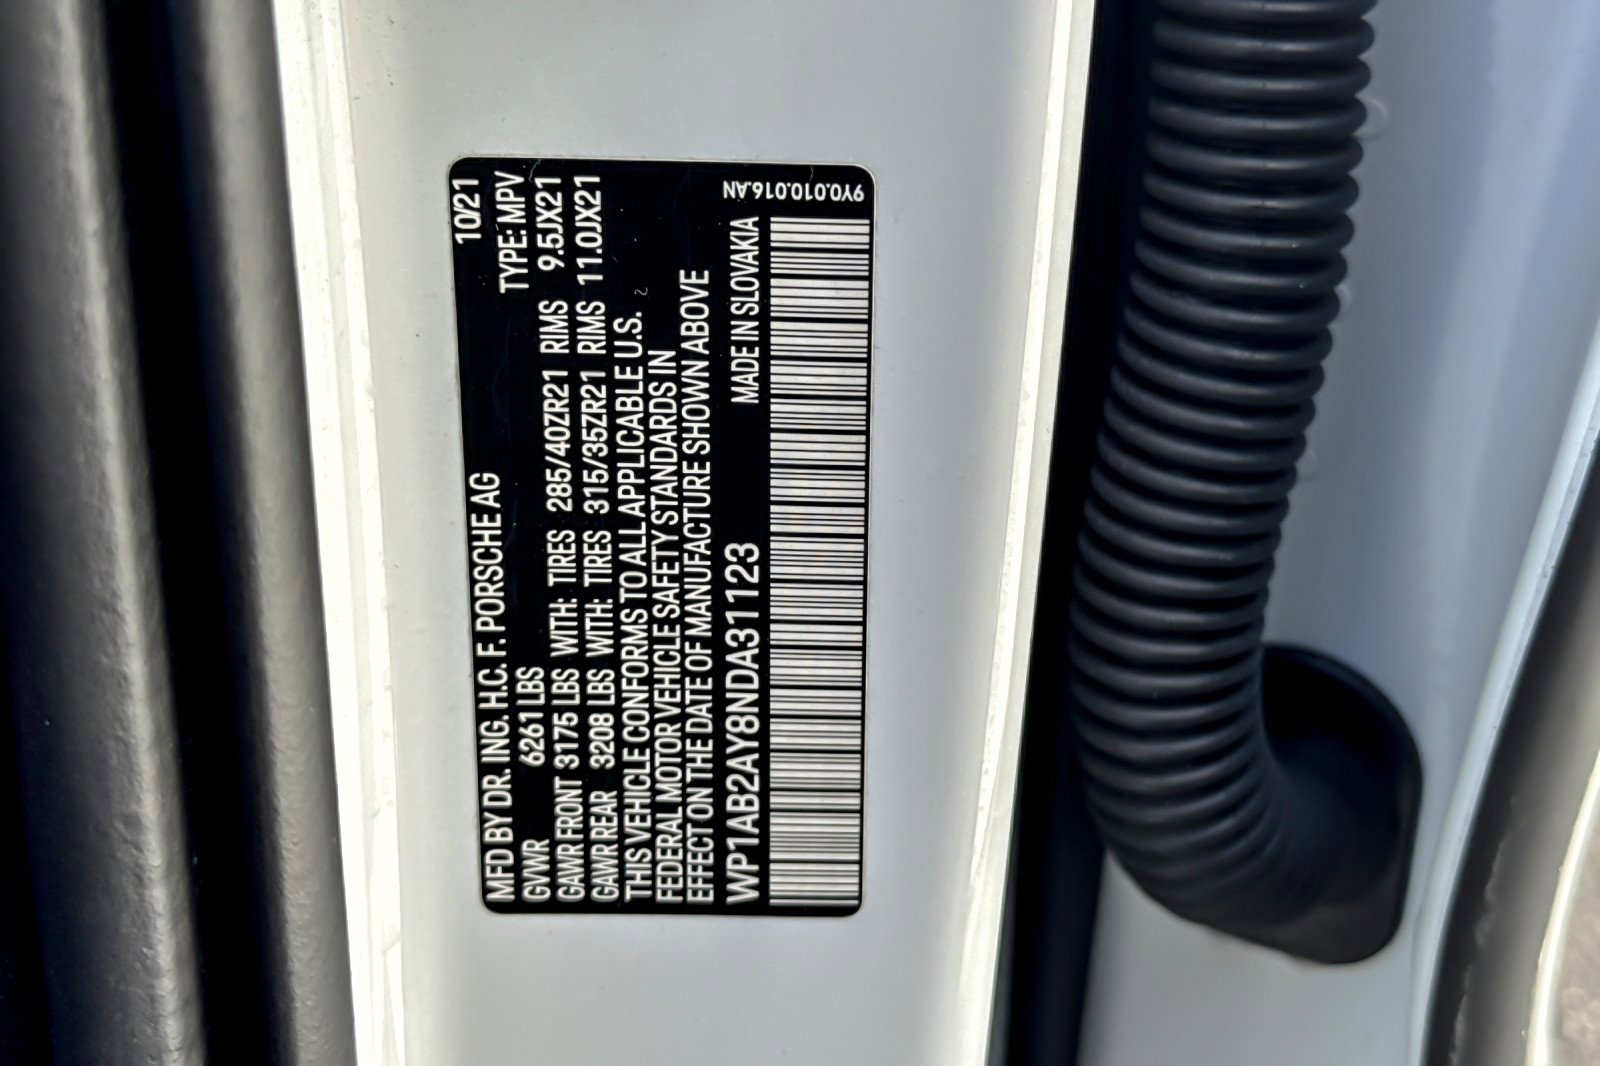 10/21
MFD BY DR. ING. H.C. F. PORSCHE AG
TYPE: MPV
GVWR 6261 LBS
GAWR FRONT 3175 LBS WITH: TIRES 285/40ZR21 RIMS 9.5JX21
GAWR REAR 3208 LBS WITH: TIRES 315/35ZR21 RIMS 11.0JX21
THIS VEHICLE CONFORMS TO ALL APPLICABLE U.S.
FEDERAL MOTOR VEHICLE SAFETY STANDARDS IN
EFFECT ON THE DATE OF MANUFACTURE SHOWN ABOVE
WP1AB2AY8NDA31123 MADE IN SLOVAKIA
9Y0.010.016.AN